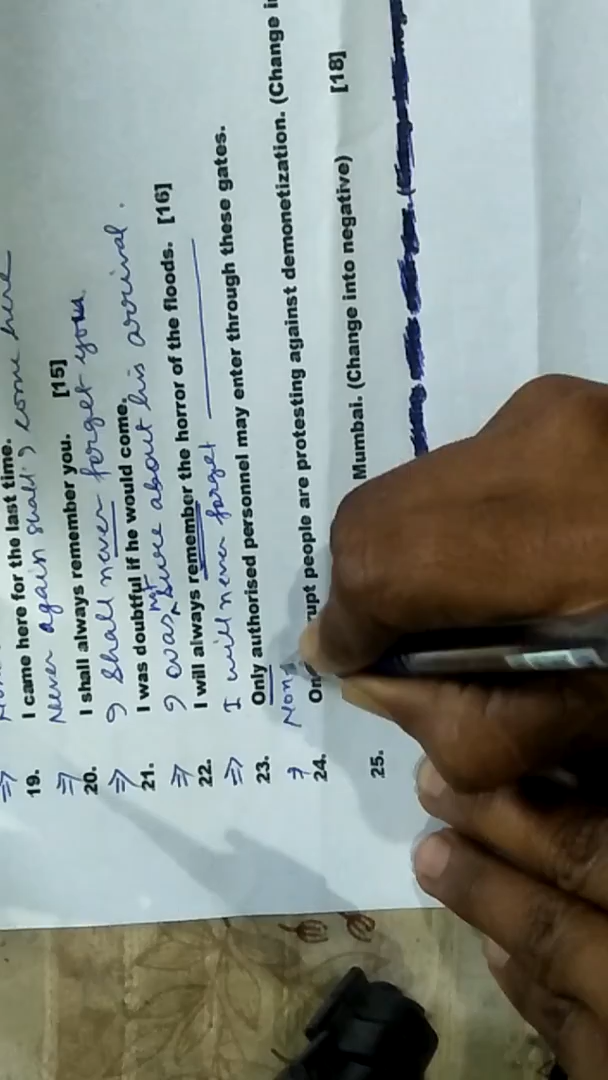 ⇒
19. I came here for the last time.
⇒ Never again shall I come here
20. I shall always remember you. [15]
⇒ I shall never forget you.
21. I was doubtful if he would come.
⇒ I was not sure about his arrival.
22. I will always remember the horror of the floods. [16]
⇒ I will never forget
23. Only authorised personnel may enter through these gates.
⇒ Non
24. people are protesting against demonetization. (Change
[18]
25. Mumbai. (Change into negative)